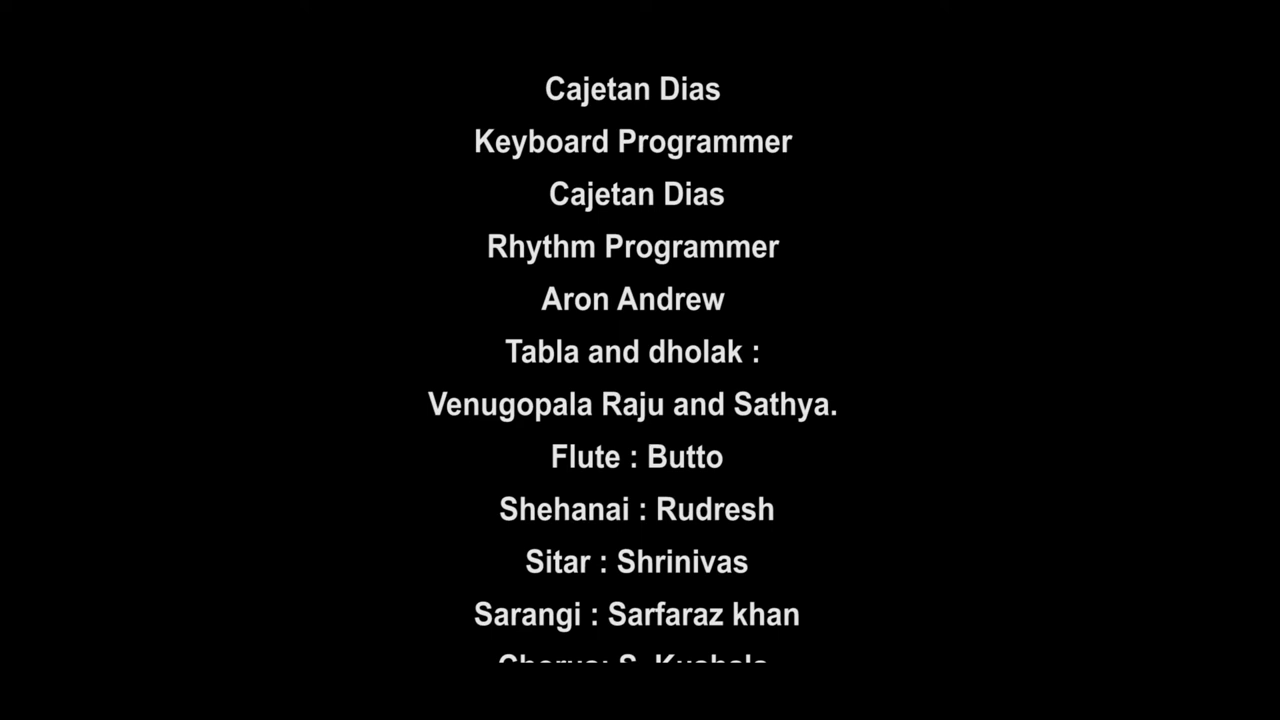 Cajetan Dias
Keyboard Programmer
Cajetan Dias
Rhythm Programmer
Aron Andrew
Tabla and dholak :
Venugopala Raju and Sathya.
Flute : Butto
Shehanai : Rudresh
Sitar : Shrinivas
Sarangi : Sarfaraz khan
Chorus: S.